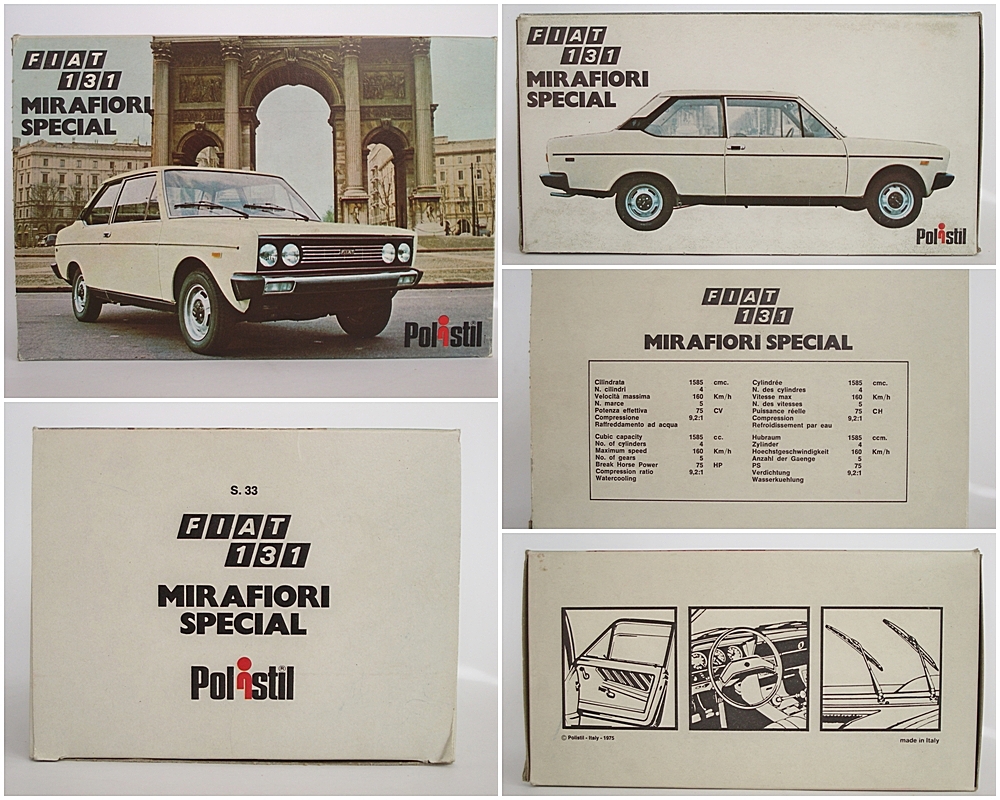 FIAT
131
MIRAFIORI
SPECIAL
Polistil
FIAT
131
MIRAFIORI
SPECIAL
Polistil
FIAT
131
MIRAFIORI SPECIAL
Cilindrata 1585 cmc.
N. cilindri 4
Velocità massima 160 Km/h
N. marce 5
Potenza effettiva 75 CV
Compressione 9,2:1
Raffreddamento ad acqua
Cylindrée 1585 cmc.
N. des cylindres 4
Vitesse max 160 Km/h
N. des vitesses 5
Puissance réelle 75 CH
Compression 9,2:1
Refroidissement par eau
Cubic capacity 1585 cc.
No. of cylinders 4
Maximum speed 160 Km/h
No. of gears 5
Break Horse Power 75 HP
Compression ratio 9,2:1
Watercooling
Hubraum 1585 ccm.
Zylinder 4
Hoechstgeschwindigkeit 160 Km/h
Anzahl der Gaenge 5
PS 75
Verdichtung 9,2:1
Wasserkuehlung
S. 33
FIAT
131
MIRAFIORI
SPECIAL
Polistil®
© Polistil - Italy - 1975
made in Italy